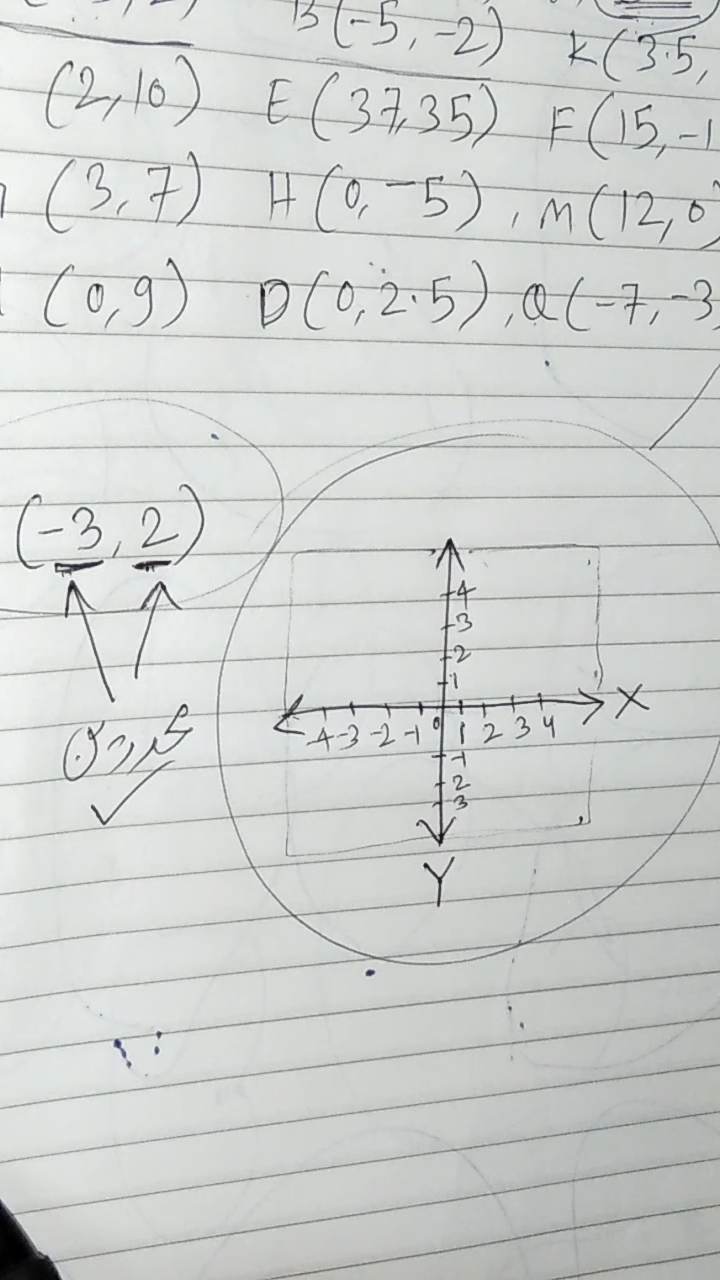 B(-5, -2) K(3.5,
(2,10) E(37,35) F(15,-1
(3,7) H(0,-5), M(12,0)
(0,9) D(0,2.5), Q(-7,-3
(-3, 2)
4
3
2
1
X
-4 -3 -2 -1 0 1 2 3 4
-1
2
3
Y